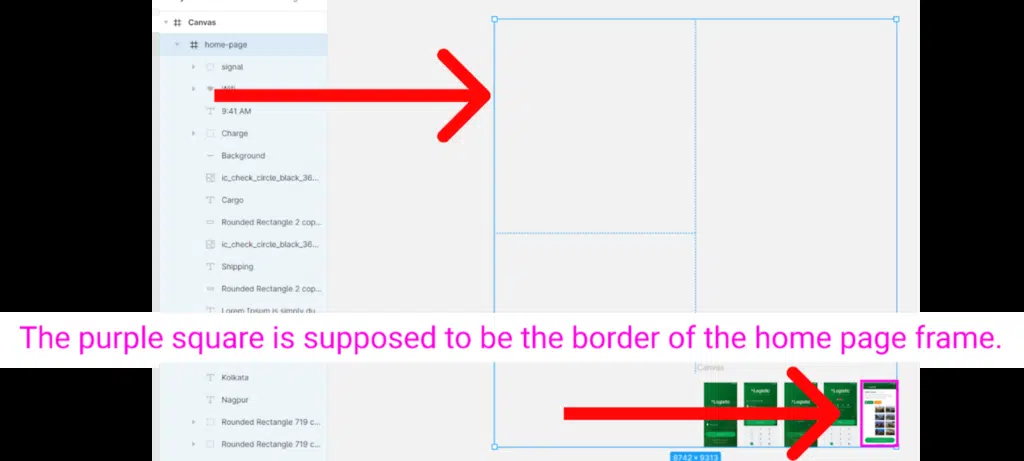 Canvas
home-page
signal
Wifi
9:41 AM
Charge
Background
ic_check_circle_black_36...
Cargo
Rounded Rectangle 2 cop...
ic_check_circle_black_36...
Shipping
Rounded Rectangle 2 cop...
Lorem Ipsum is simply du...
The purple square is supposed to be the border of the home page frame.
Kolkata
Nagpur
Rounded Rectangle 719 c...
Rounded Rectangle 719 c...
Canvas
Logistic
Logistic
Logistic
Logistic
8742 × 9313